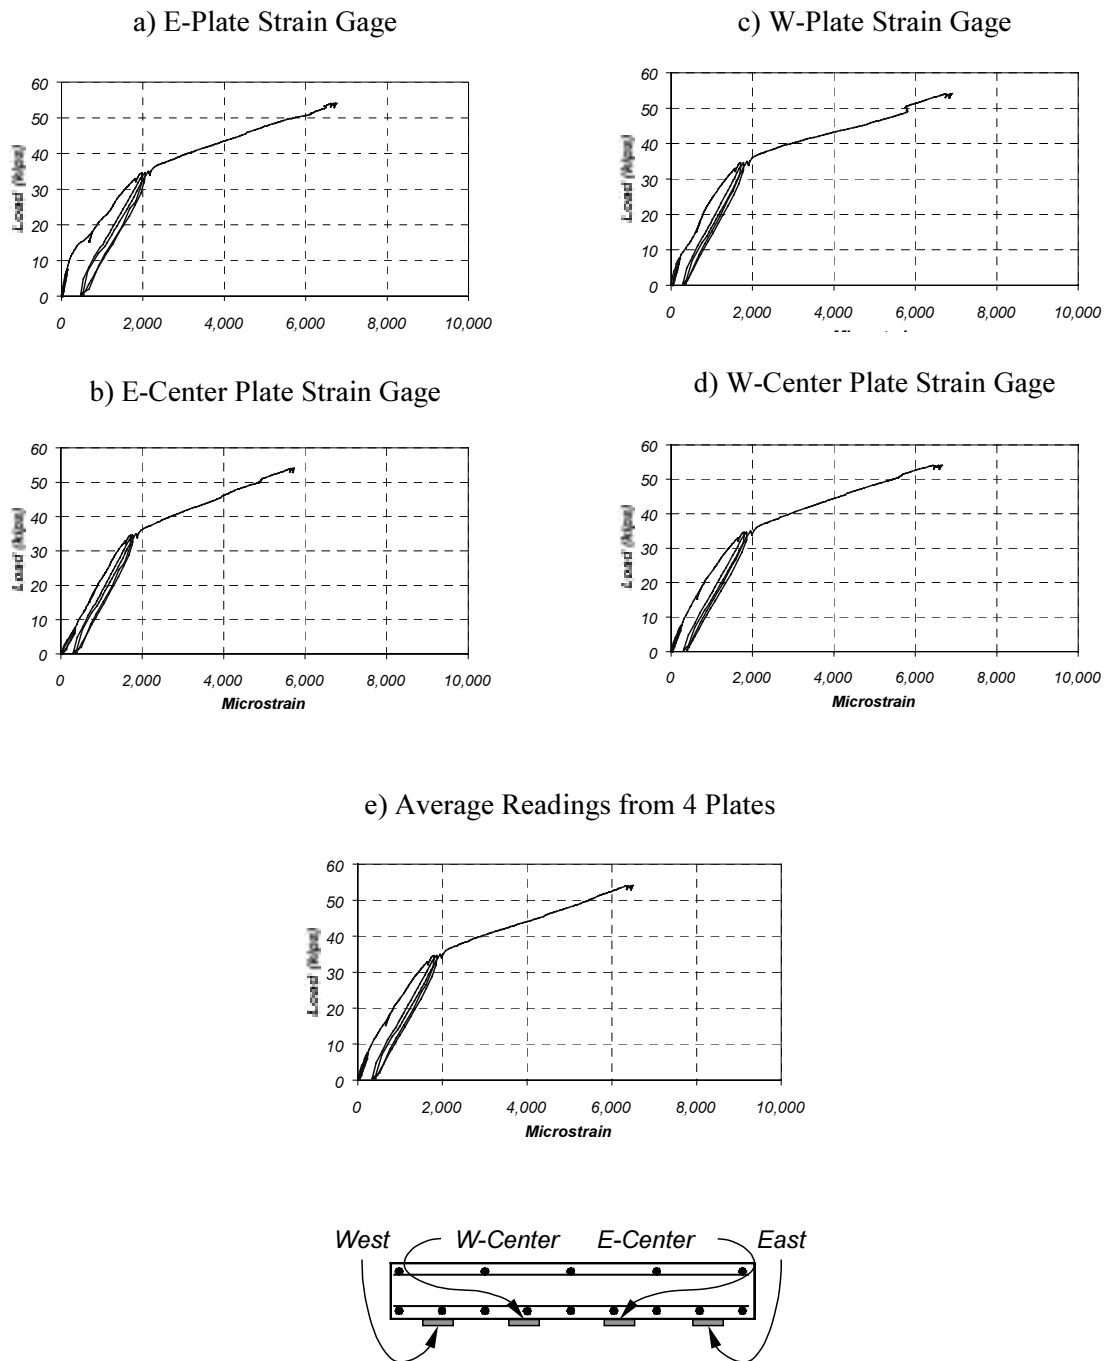 a) E-Plate Strain Gage
60
50
40
30
20
10
0
Load (kips)
0 2,000 4,000 6,000 8,000 10,000
c) W-Plate Strain Gage
60
50
40
30
20
10
0
Load (kips)
0 2,000 4,000 6,000 8,000 10,000
b) E-Center Plate Strain Gage
60
50
40
30
20
10
0
Load (kips)
0 2,000 4,000 6,000 8,000 10,000
Microstrain
d) W-Center Plate Strain Gage
60
50
40
30
20
10
0
Load (kips)
0 2,000 4,000 6,000 8,000 10,000
Microstrain
e) Average Readings from 4 Plates
60
50
40
30
20
10
0
Load (kips)
0 2,000 4,000 6,000 8,000 10,000
Microstrain
West W-Center E-Center East